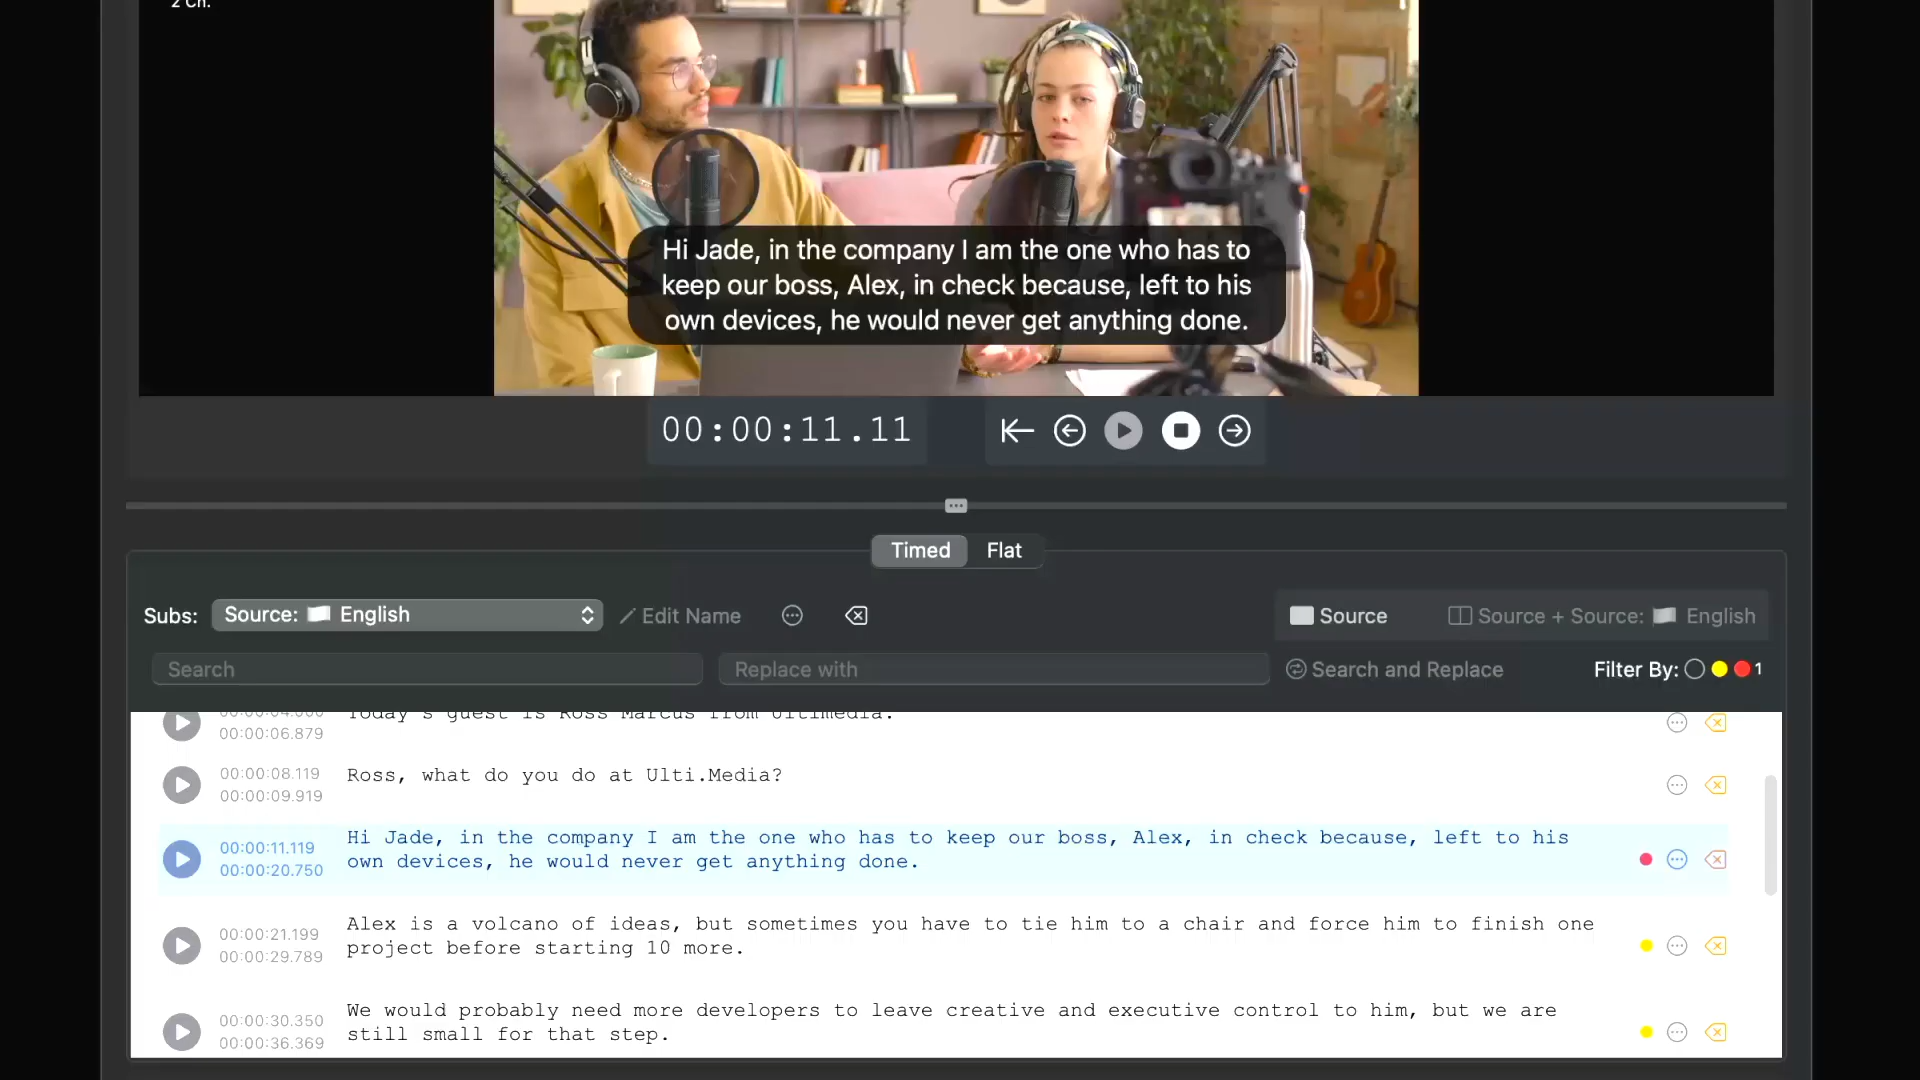 2 Ch.
Hi Jade, in the company I am the one who has to
keep our boss, Alex, in check because, left to his
own devices, he would never get anything done.
00:00:11.11
Timed Flat
Subs: Source: English Edit Name Source Source + Source: English
Search Replace with Search and Replace Filter By: 1
00:00:04.000 Today's guest is Ross Marcus from Ultimedia.
00:00:06.879
00:00:08.119 Ross, what do you do at Ulti.Media?
00:00:09.919
00:00:11.119 Hi Jade, in the company I am the one who has to keep our boss, Alex, in check because, left to his
00:00:20.750 own devices, he would never get anything done.
00:00:21.199 Alex is a volcano of ideas, but sometimes you have to tie him to a chair and force him to finish one
00:00:29.789 project before starting 10 more.
00:00:30.350 We would probably need more developers to leave creative and executive control to him, but we are
00:00:36.369 still small for that step.